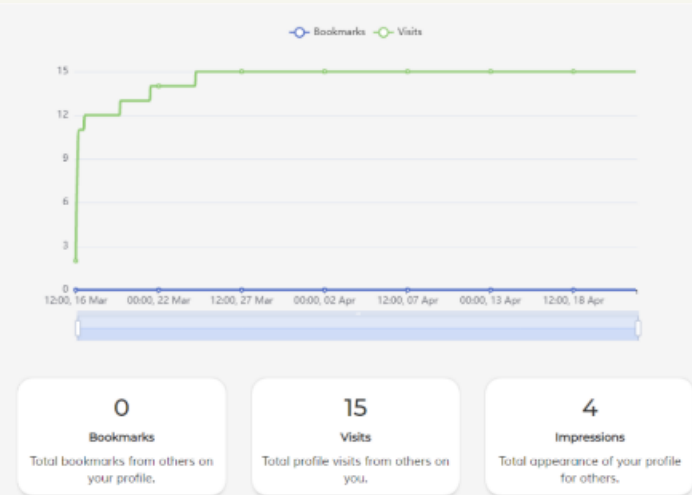 Bookmarks Visits
15
12
9
6
3
0
12:00, 16 Mar 00:00, 22 Mar 12:00, 27 Mar 00:00, 02 Apr 12:00, 07 Apr 00:00, 13 Apr 12:00, 18 Apr
0 15 4
Bookmarks Visits Impressions
Total bookmarks from others on Total profile visits from others on Total appearance of your profile
your profile. you. for others.